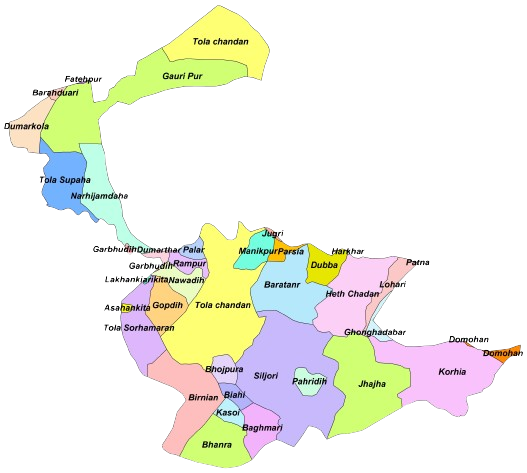 Tola chandan
Gauri Pur
Fatehpur
Barahduari
Dumarkola
Tola Supaha
Narhijamdaha
Jugri
Garbhudih
Dumarthar
Palar
Manikpur
Parsia
Harkhar
Garbhudih
Rampur
Dubba
Patna
Lakhankiarikita
Nawadih
Baratanr
Lohari
Heth Chadan
Asahankita
Gopdih
Tola chandan
Tola Sorhamaran
Ghonghadabar
Domohan
Domohan
Bhojpura
Siljori
Pahridih
Jhajha
Korhia
Birnian
Biahi
Kasoi
Baghmari
Bhanra